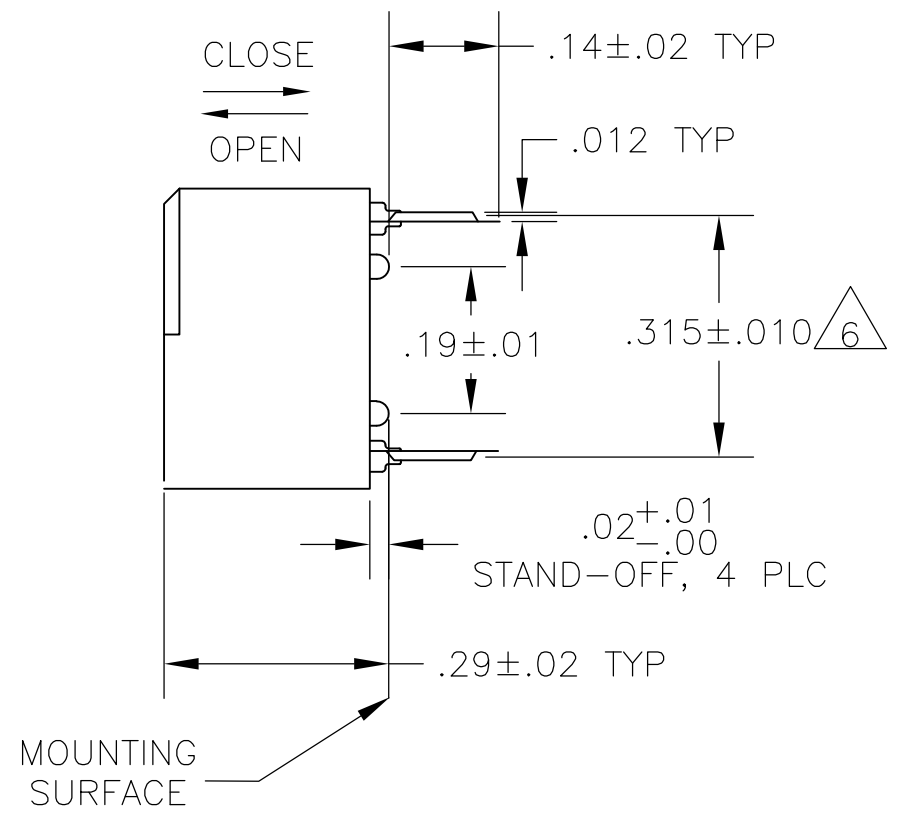 .14±.02 TYP
CLOSE
OPEN
.012 TYP
.315±.010 6
.19±.01
.02+.01
-.00
STAND-OFF, 4 PLC
.29±.02 TYP
MOUNTING
SURFACE